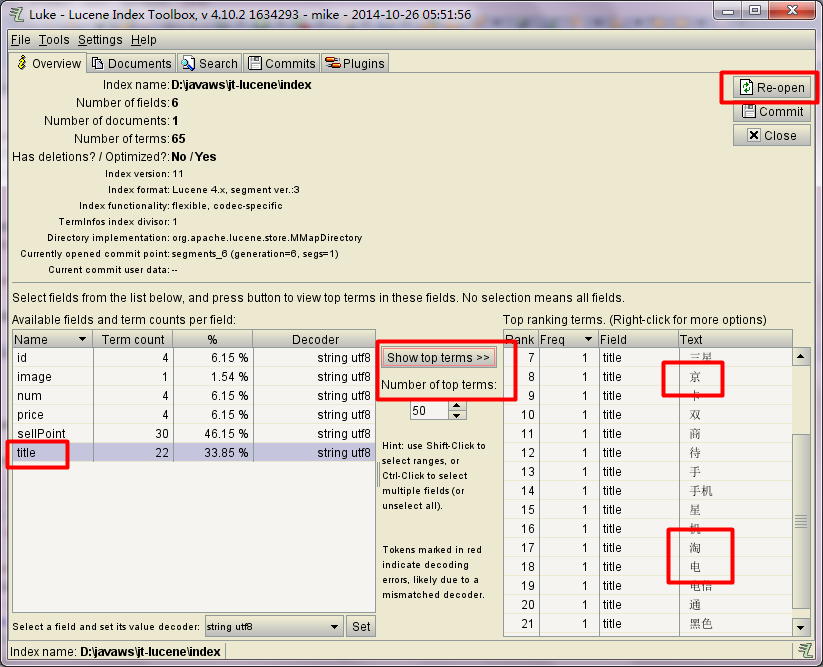 Luke - Lucene Index Toolbox, v 4.10.2 1634293 - mike - 2014-10-26 05:51:56
File Tools Settings Help
Overview Documents Search Commits Plugins
Index name: D:\javaws\jt-lucene\index
Number of fields: 6
Number of documents: 1
Number of terms: 65
Has deletions? / Optimized?: No / Yes
Index version: 11
Index format: Lucene 4.x, segment ver.:3
Index functionality: flexible, codec-specific
TermInfos index divisor: 1
Directory implementation: org.apache.lucene.store.MMapDirectory
Currently opened commit point: segments_6 (generation=6, segs=1)
Current commit user data: --
Re-open
Commit
Close
Select fields from the list below, and press button to view top terms in these fields. No selection means all fields.
Available fields and term counts per field:
Name Term count % Decoder
id 4 6.15 % string utf8
image 1 1.54 % string utf8
num 4 6.15 % string utf8
price 4 6.15 % string utf8
sellPoint 30 46.15 % string utf8
title 22 33.85 % string utf8
Select a field and set its value decoder: string utf8 Set
Show top terms >>
Number of top terms:
50
Hint: use Shift-Click to
select ranges, or
Ctrl-Click to select
multiple fields (or
unselect all).
Tokens marked in red
indicate decoding
errors, likely due to a
mismatched decoder.
Top ranking terms. (Right-click for more options)
Rank Freq Field Text
7 1 title 三星
8 1 title 京
9 1 title 卡
10 1 title 双
11 1 title 商
12 1 title 待
13 1 title 手
14 1 title 手机
15 1 title 星
16 1 title 机
17 1 title 淘
18 1 title 电
19 1 title 电信
20 1 title 通
21 1 title 黑色
Index name: D:\javaws\jt-lucene\index